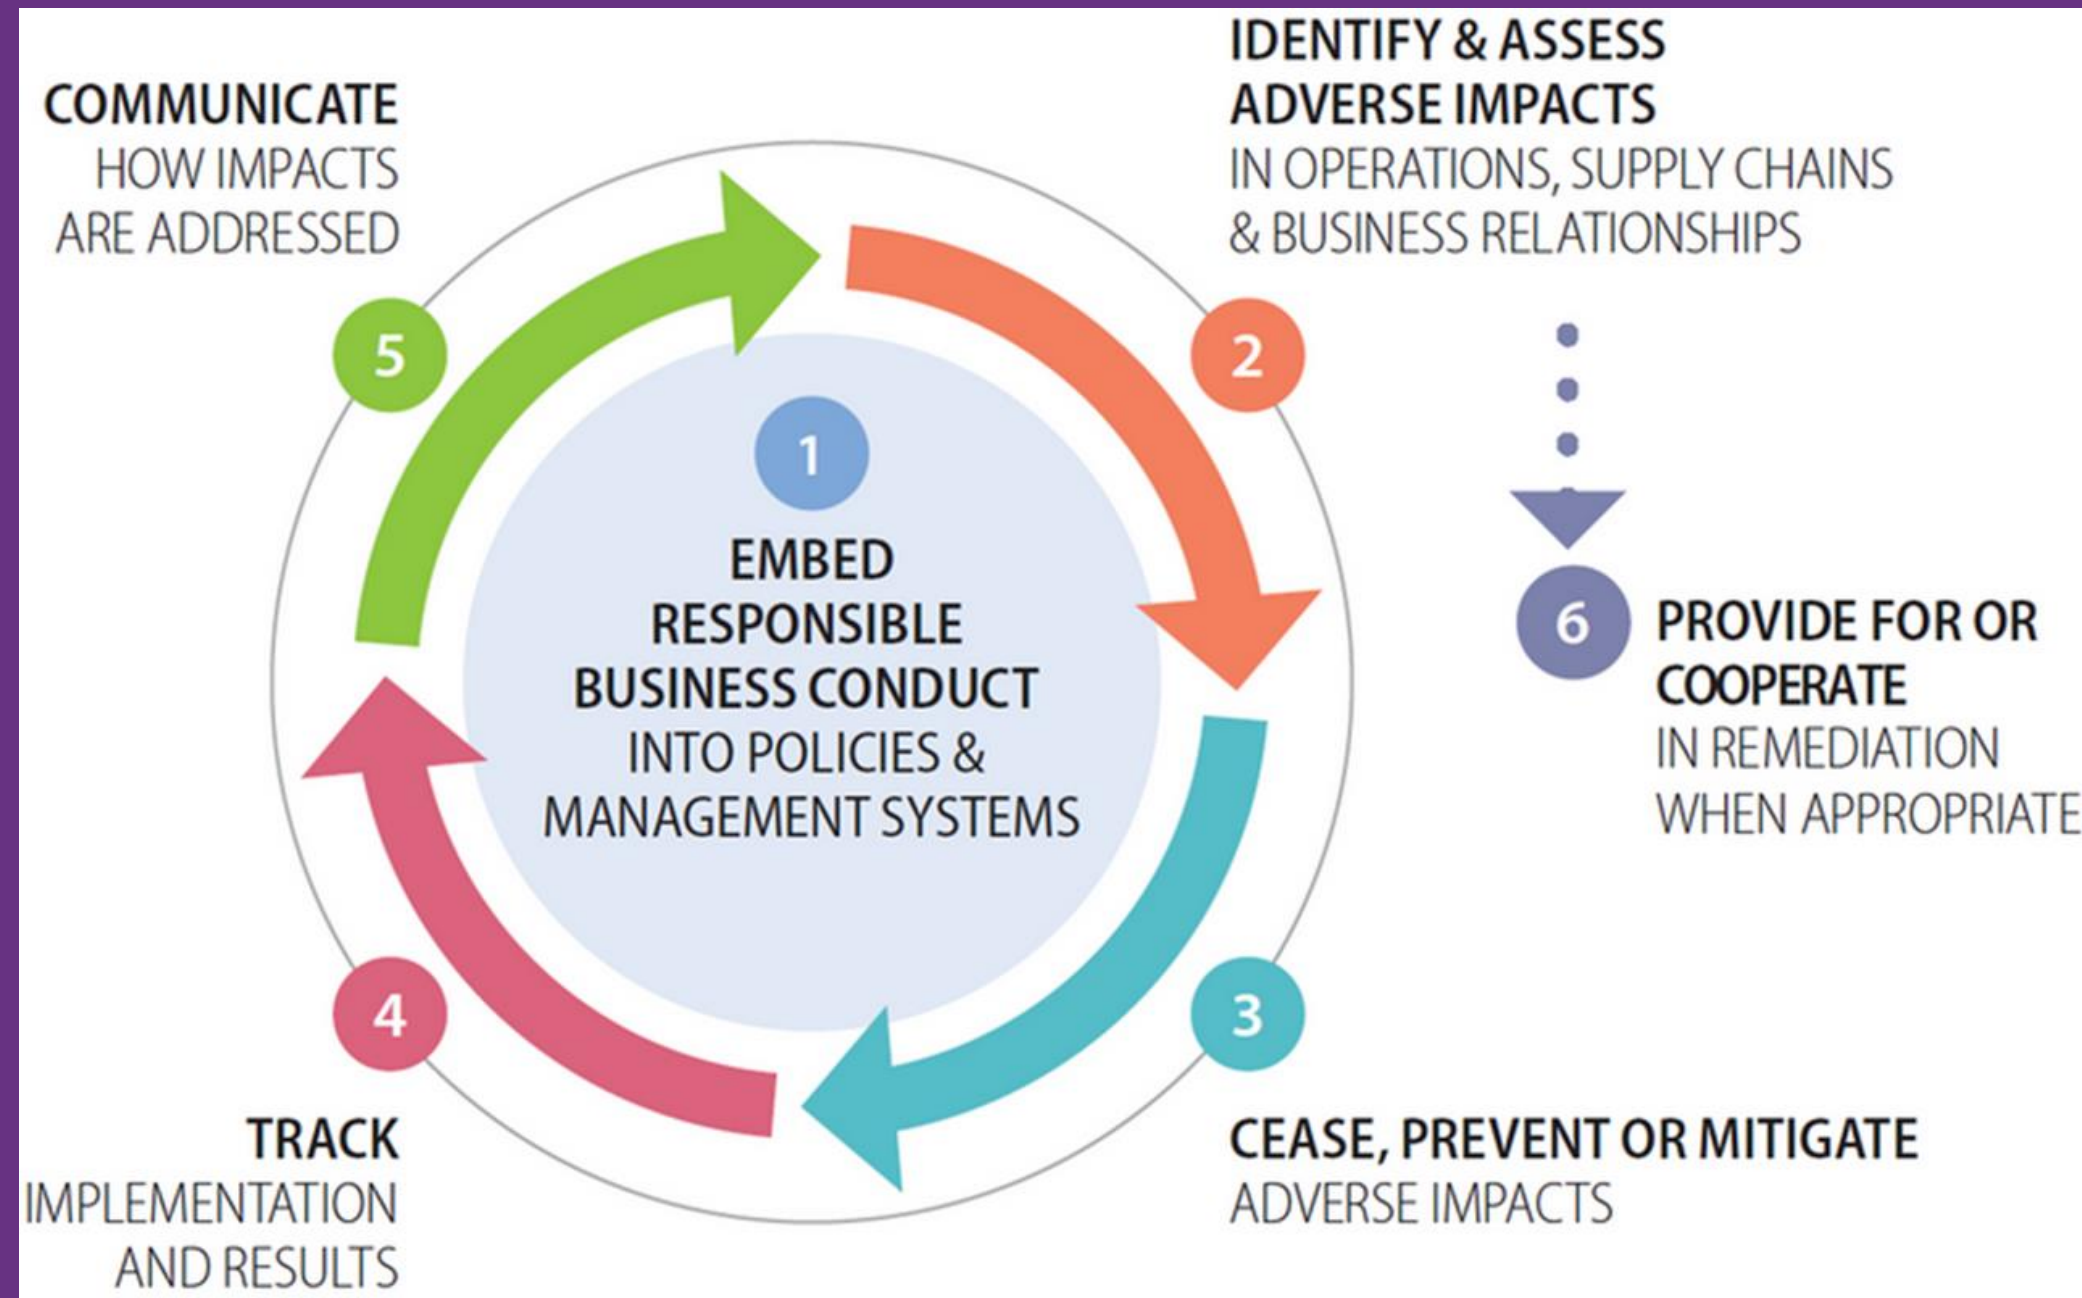 1
EMBED
RESPONSIBLE
BUSINESS CONDUCT
INTO POLICIES &
MANAGEMENT SYSTEMS
2
IDENTIFY & ASSESS
ADVERSE IMPACTS
IN OPERATIONS, SUPPLY CHAINS
& BUSINESS RELATIONSHIPS
3
CEASE, PREVENT OR MITIGATE
ADVERSE IMPACTS
4
TRACK
IMPLEMENTATION
AND RESULTS
5
COMMUNICATE
HOW IMPACTS
ARE ADDRESSED
6
PROVIDE FOR OR
COOPERATE
IN REMEDIATION
WHEN APPROPRIATE